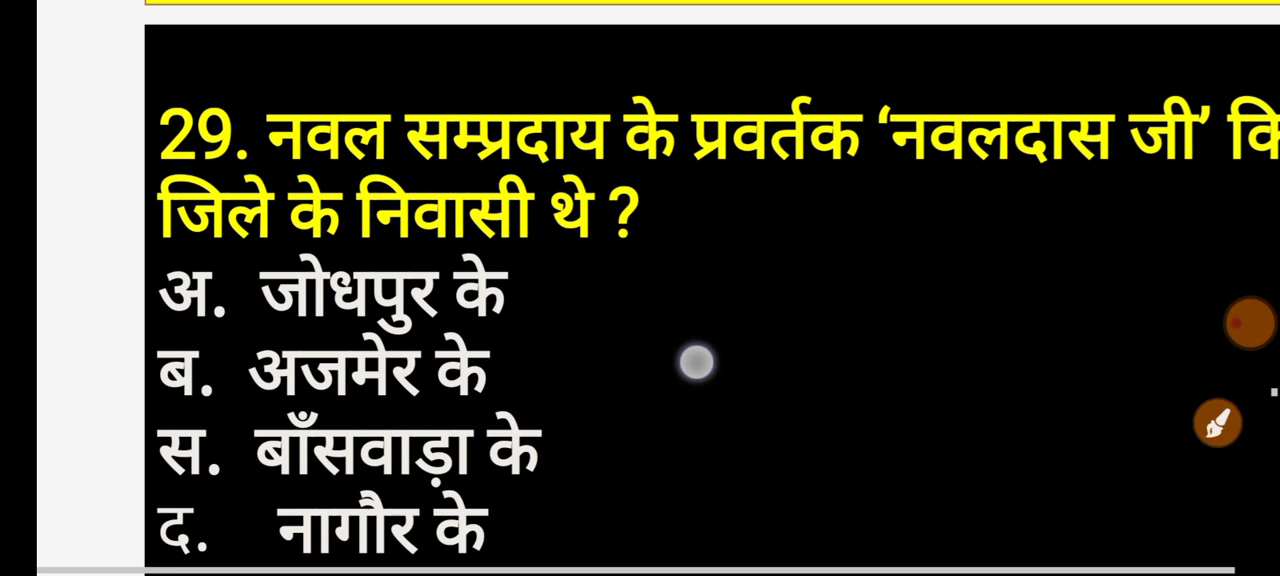 29. नवल सम्प्रदाय के प्रवर्तक ‘नवलदास जी’ कि
जिले के निवासी थे ?
अ. जोधपुर के
ब. अजमेर के
स. बाँसवाड़ा के
द. नागौर के